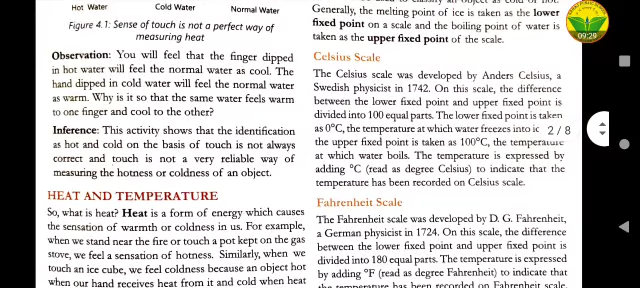 Hot Water Cold Water Normal Water
Figure 4.1: Sense of touch is not a perfect way of
measuring heat
Observation: You will feel that the finger dipped
in hot water will feel the normal water as cool. The
hand dipped in cold water will feel the normal water
as warm. Why is it so that the same water feels warm
to one finger and cool to the other?
Inference: This activity shows that the identification
as hot and cold on the basis of touch is not always
correct and touch is not a very reliable way of
measuring the hotness or coldness of an object.
HEAT AND TEMPERATURE
So, what is heat? Heat is a form of energy which causes
the sensation of warmth or coldness in us. For example,
when we stand near the fire or touch a pot kept on the gas
stove, we feel a sensation of hotness. Similarly, when we
touch an ice cube, we feel coldness because an object hot
when our hand receives heat from it and cold when heat
Generally, the melting point of ice is taken as the lower
fixed point on a scale and the boiling point of water is
taken as the upper fixed point of the scale.
Celsius Scale
The Celsius scale was developed by Anders Celsius, a
Swedish physicist in 1742. On this scale, the difference
between the lower fixed point and upper fixed point is
divided into 100 equal parts. The lower fixed point is taken
as 0°C, the temperature at which water freezes into ic
the upper fixed point is taken as 100°C, the temperature
at which water boils. The temperature is expressed by
adding °C (read as degree Celsius) to indicate that the
temperature has been recorded on Celsius scale.
Fahrenheit Scale
The Fahrenheit scale was developed by D. G. Fahrenheit,
a German physicist in 1724. On this scale, the difference
between the lower fixed point and upper fixed point is
divided into 180 equal parts. The temperature is expressed
by adding °F (read as degree Fahrenheit) to indicate that
the temperature has been recorded on Fahrenheit scale.
09:29
2 / 8